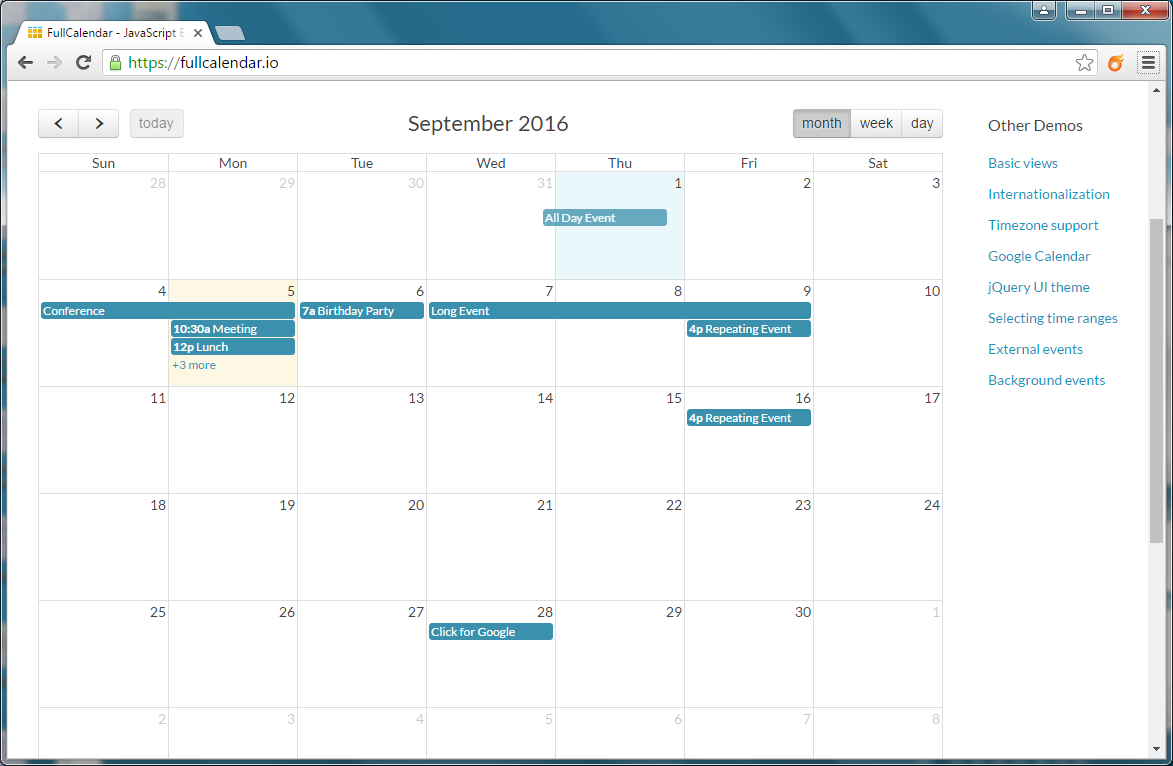 FullCalendar - JavaScript E
https://fullcalendar.io
today
September 2016
month week day
Sun Mon Tue Wed Thu Fri Sat
28 29 30 31 1 2 3
All Day Event
4 5 6 7 8 9 10
Conference 7a Birthday Party Long Event
10:30a Meeting 4p Repeating Event
12p Lunch
+3 more
11 12 13 14 15 16 17
4p Repeating Event
18 19 20 21 22 23 24
25 26 27 28 29 30 1
Click for Google
2 3 4 5 6 7 8
Other Demos
Basic views
Internationalization
Timezone support
Google Calendar
jQuery UI theme
Selecting time ranges
External events
Background events